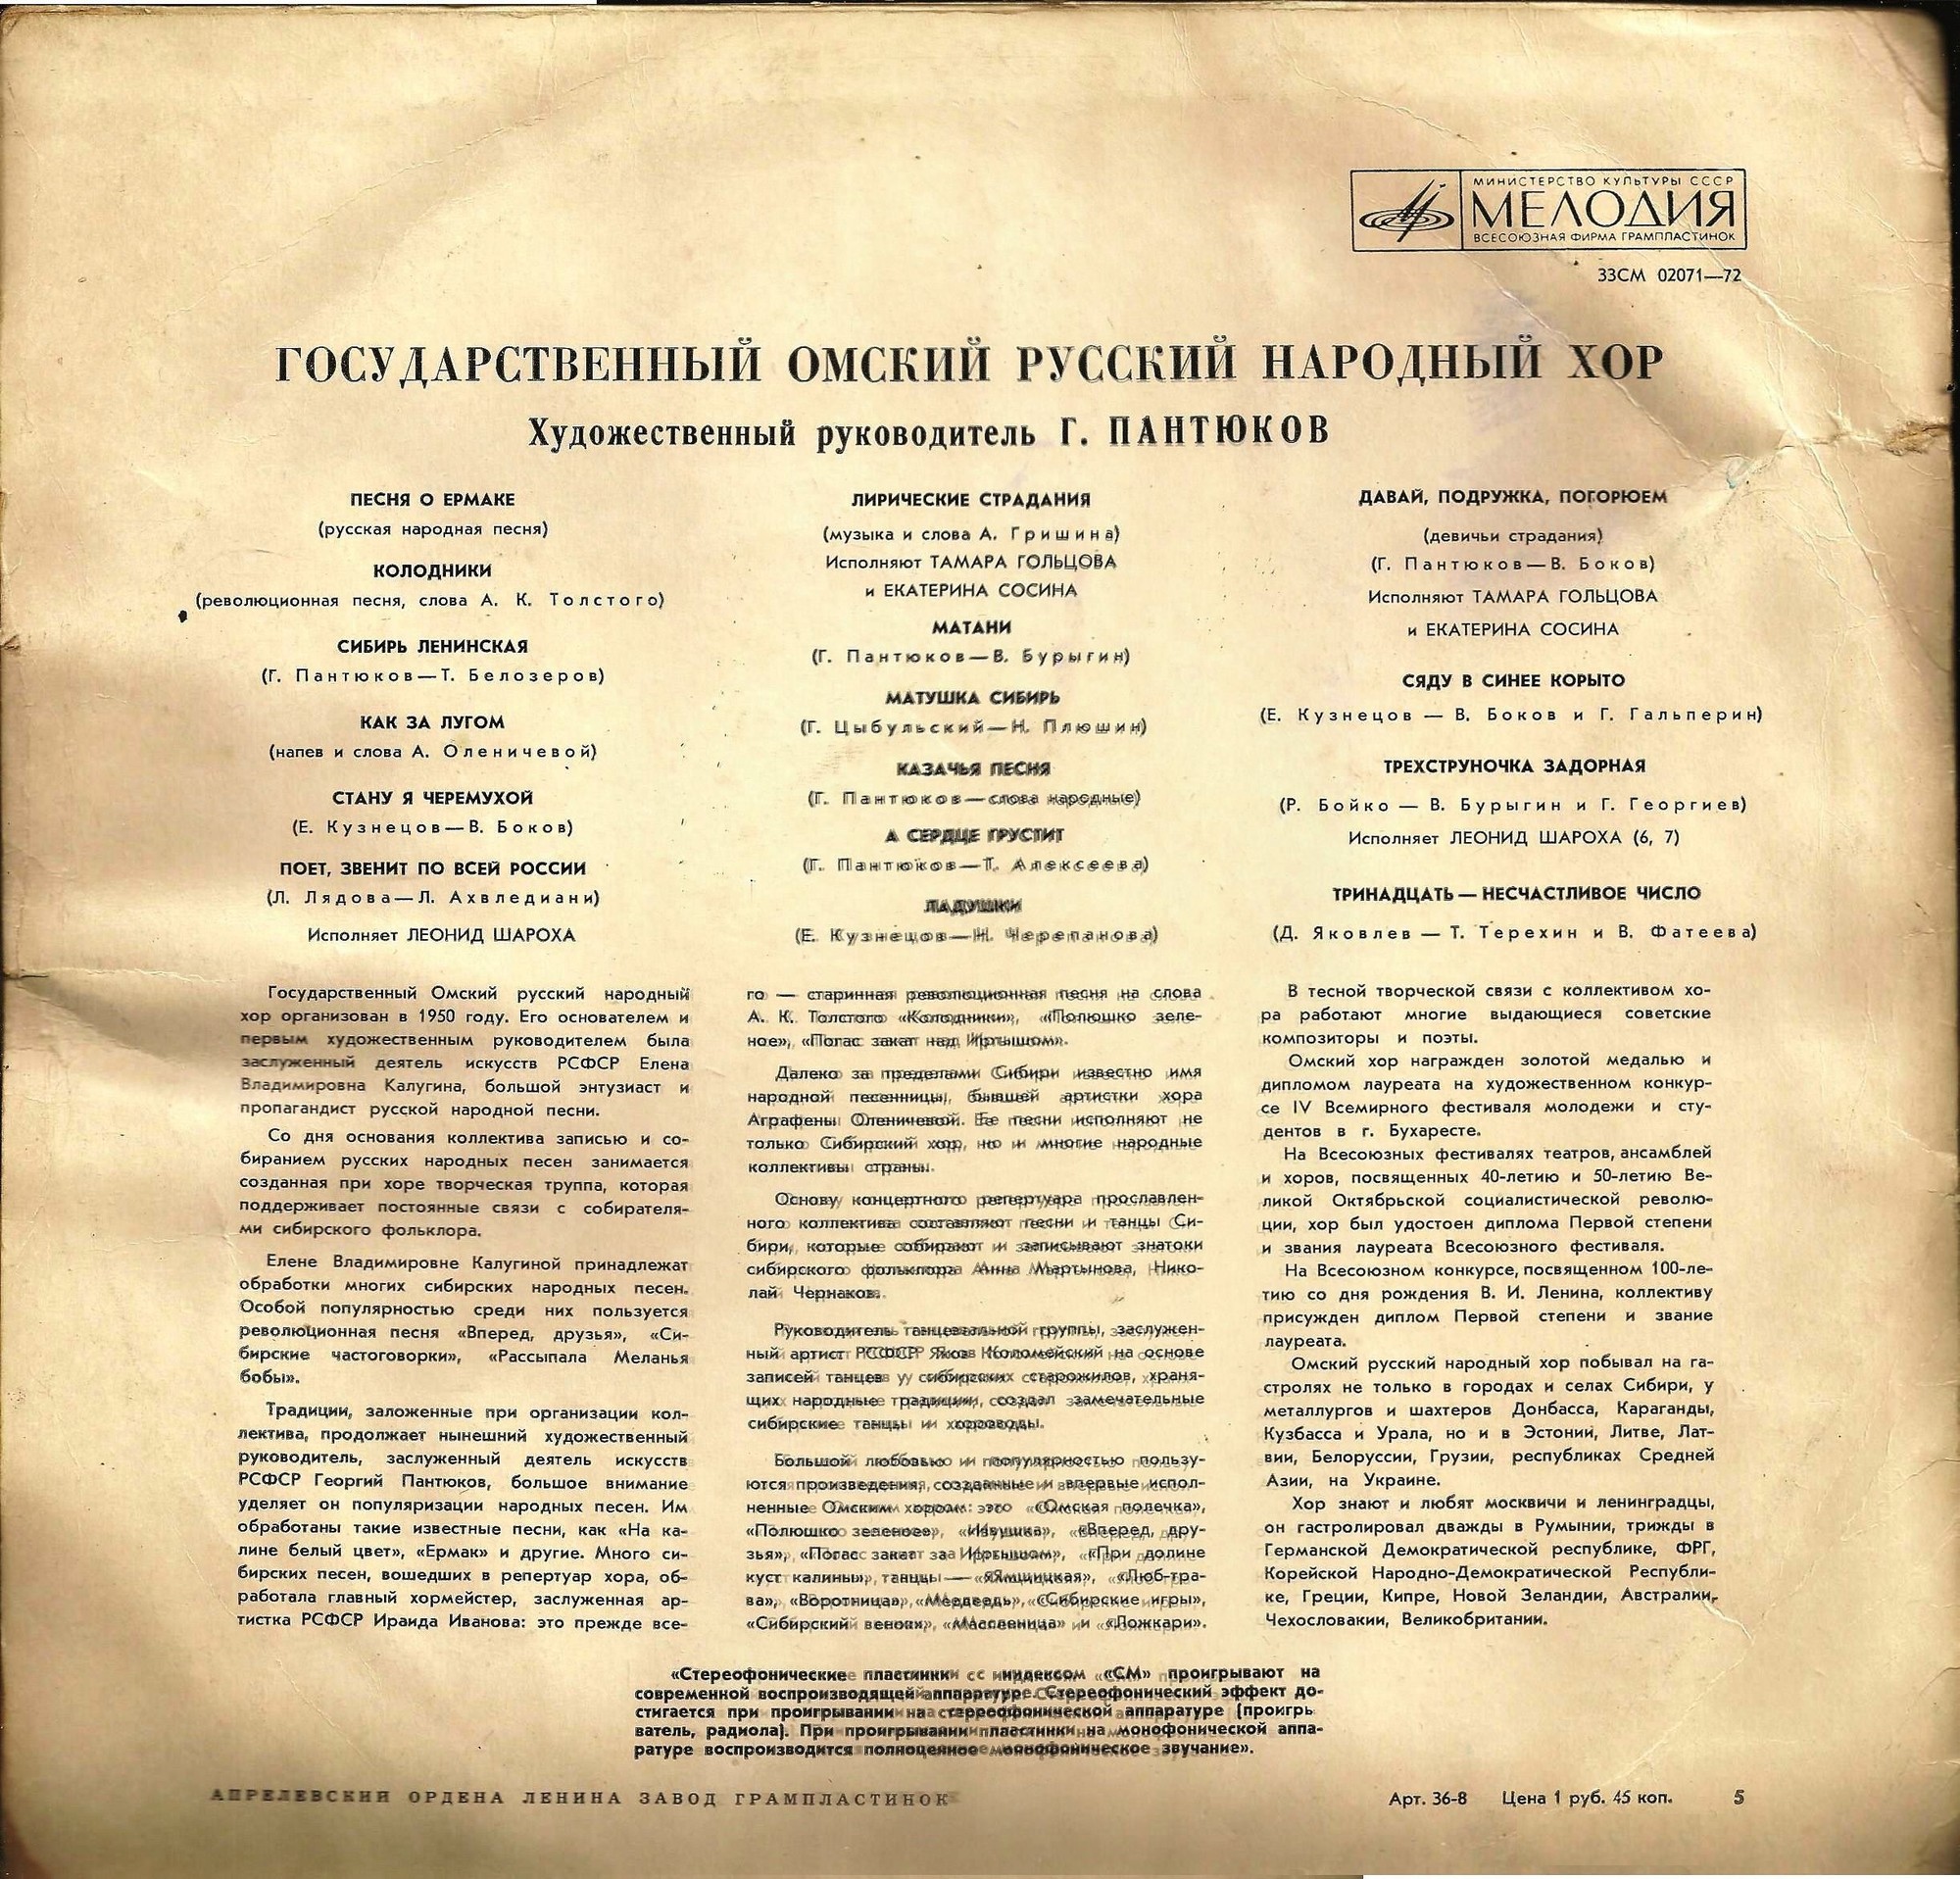 МИНИСТЕРСТВО КУЛЬТУРЫ СССР
МЕЛОДИЯ
ВСЕСОЮЗНАЯ ФИРМА ГРАМПЛАСТИНОК
33СМ 02071—72
ГОСУДАРСТВЕННЫЙ ОМСКИЙ РУССКИЙ НАРОДНЫЙ ХОР
Художественный руководитель Г. ПАНТЮКОВ
ПЕСНЯ О ЕРМАКЕ
(русская народная песня)
КОЛОДНИКИ
(революционная песня, слова А. К. Толстого)
СИБИРЬ ЛЕНИНСКАЯ
(Г. Пантюков—Т. Белозеров)
КАК ЗА ЛУГОМ
(напев и слова А. Оленичевой)
СТАНУ Я ЧЕРЕМУХОЙ
(Е. Кузнецов—В. Боков)
ПОЕТ, ЗВЕНИТ ПО ВСЕЙ РОССИИ
(Л. Лядова—Л. Ахвледиани)
Исполняет ЛЕОНИД ШАРОХА
ЛИРИЧЕСКИЕ СТРАДАНИЯ
(музыка и слова А. Гришина)
Исполняют ТАМАРА ГОЛЬЦОВА
и ЕКАТЕРИНА СОСИНА
МАТАНИ
(Г. Пантюков—В. Бурыгин)
МАТУШКА СИБИРЬ
(Г. Цыбульский—Н. Плюшин)
КАЗАЧЬЯ ПЕСНЯ
(Г. Пантюков—слова народные)
А СЕРДЦЕ ГРУСТИТ
(Г. Пантюков—Т. Алексеева)
ЛАДУШКИ
(Е. Кузнецов—Н. Черепанова)
ДАВАЙ, ПОДРУЖКА, ПОГОРЮЕМ
(девичьи страдания)
(Г. Пантюков—В. Боков)
Исполняют ТАМАРА ГОЛЬЦОВА
и ЕКАТЕРИНА СОСИНА
СЯДУ В СИНЕЕ КОРЫТО
(Е. Кузнецов — В. Боков и Г. Гальперин)
ТРЕХСТРУНОЧКА ЗАДОРНАЯ
(Р. Бойко — В. Бурыгин и Г. Георгиев)
Исполняет ЛЕОНИД ШАРОХА (6, 7)
ТРИНАДЦАТЬ — НЕСЧАСТЛИВОЕ ЧИСЛО
(Д. Яковлев — Т. Терехин и В. Фатеева)
Государственный Омский русский народный
хор организован в 1950 году. Его основателем и
первым художественным руководителем была
заслуженный деятель искусств РСФСР Елена
Владимировна Калугина, большой энтузиаст и
пропагандист русской народной песни.
Со дня основания коллектива записью и со-
биранием русских народных песен занимается
созданная при хоре творческая труппа, которая
поддерживает постоянные связи с собирателя-
ми сибирского фольклора.
Елене Владимировне Калугиной принадлежат
обработки многих сибирских народных песен.
Особой популярностью среди них пользуется
революционная песня «Вперед, друзья», «Си-
бирские частоговорки», «Рассыпала Меланья
бобы».
Традиции, заложенные при организации кол-
лектива, продолжает нынешний художественный
руководитель, заслуженный деятель искусств
РСФСР Георгий Пантюков, большое внимание
уделяет он популяризации народных песен. Им
обработаны такие известные песни, как «На ка-
лине белый цвет», «Ермак» и другие. Много си-
бирских песен, вошедших в репертуар хора, об-
работала главный хормейстер, заслуженная ар-
тистка РСФСР Ираида Иванова: это прежде все-
го — старинная революционная песня на слова
А. К. Толстого «Колодники», «Полюшко зеле-
ное», «Погас закат над Иртышом».
Далеко за пределами Сибири известно имя
народной песенницы, бывшей артистки хора
Аграфены Оленичевой. Ее песни исполняют не
только Сибирский хор, но и многие народные
коллективы страны.
Основу концертного репертуара прославлен-
ного коллектива составляют песни и танцы Си-
бири, которые собирают и записывают знатоки
сибирского фольклора Анна Мартынова, Нико-
лай Чернаков.
Руководитель танцевальной группы, заслужен-
ный артист РСФСР Яков Коломейский на основе
записей танцев у сибирских старожилов, храня-
щих народные традиции, создал замечательные
сибирские танцы и хороводы.
Большой любовью и популярностью пользу-
ются произведения, созданные и впервые испол-
ненные Омским хором: это «Омская полечка»,
«Полюшко зеленое», «Ивушка», «Вперед, дру-
зья», «Погас закат за Иртышом», «При долине
куст калины», танцы — «Ямщицкая», «Люб-тра-
ва», «Воротница», «Медведь», «Сибирские игры»,
«Сибирский венок», «Масленица» и «Ложкари».
В тесной творческой связи с коллективом хо-
ра работают многие выдающиеся советские
композиторы и поэты.
Омский хор награжден золотой медалью и
дипломом лауреата на художественном конкур-
се IV Всемирного фестиваля молодежи и сту-
дентов в г. Бухаресте.
На Всесоюзных фестивалях театров, ансамблей
и хоров, посвященных 40-летию и 50-летию Ве-
ликой Октябрьской социалистической револю-
ции, хор был удостоен диплома Первой степени
и звания лауреата Всесоюзного фестиваля.
На Всесоюзном конкурсе, посвященном 100-ле-
тию со дня рождения В. И. Ленина, коллективу
присужден диплом Первой степени и звание
лауреата.
Омский русский народный хор побывал на га-
стролях не только в городах и селах Сибири, у
металлургов и шахтеров Донбасса, Караганды,
Кузбасса и Урала, но и в Эстонии, Литве, Лат-
вии, Белоруссии, Грузии, республиках Средней
Азии, на Украине.
Хор знают и любят москвичи и ленинградцы,
он гастролировал дважды в Румынии, трижды в
Германской Демократической республике, ФРГ,
Корейской Народно-Демократической Республи-
ке, Греции, Кипре, Новой Зеландии, Австралии,
Чехословакии, Великобритании.
«Стереофонические пластинки с индексом «СМ» проигрывают на
современной воспроизводящей аппаратуре. Стереофонический эффект до-
стигается при проигрывании на стереофонической аппаратуре (проигрь
ватель, радиола). При проигрывании пластинки на монофонической аппа-
ратуре воспроизводится полноценное монофоническое звучание».
АПРЕЛЕВСКИЙ ОРДЕНА ЛЕНИНА ЗАВОД ГРАМПЛАСТИНОК
Арт. 36-8 Цена 1 руб. 45 коп. 5